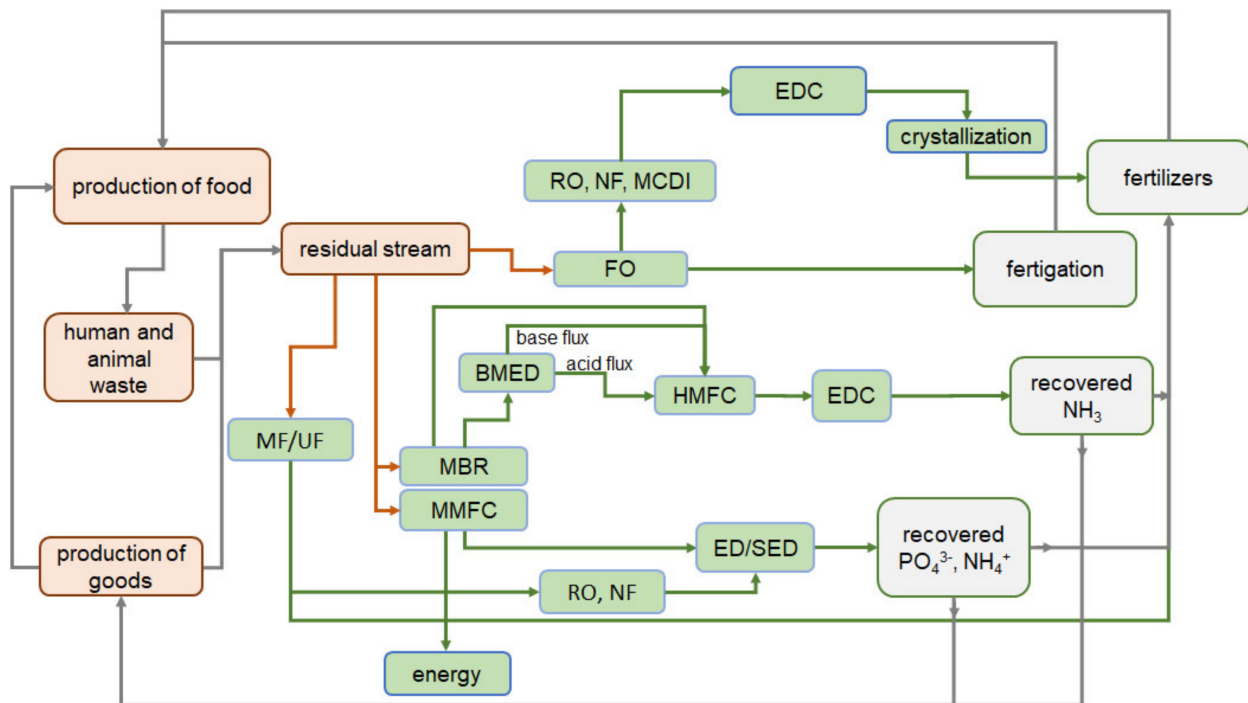 EDC
crystallization
production of food
RO, NF, MCDI
fertilizers
residual stream
FO
fertigation
human and
animal
waste
base flux
acid flux
BMED
HMFC
EDC
recovered
NH₃
MF/UF
MBR
MMFC
production of
goods
ED/SED
recovered
PO₄³⁻, NH₄⁺
RO, NF
energy